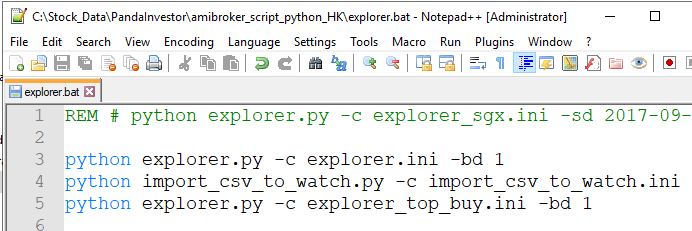 C:\Stock_Data\PandaInvestor\amibroker_script_python_HK\explorer.bat - Notepad++ [Administrator]
File Edit Search View Encoding Language Settings Tools Macro Run Plugins Window ?
explorer.bat
1 REM # python explorer.py -c explorer_sgx.ini -sd 2017-09-
2
3 python explorer.py -c explorer.ini -bd 1
4 python import_csv_to_watch.py -c import_csv_to_watch.ini
5 python explorer.py -c explorer_top_buy.ini -bd 1
6